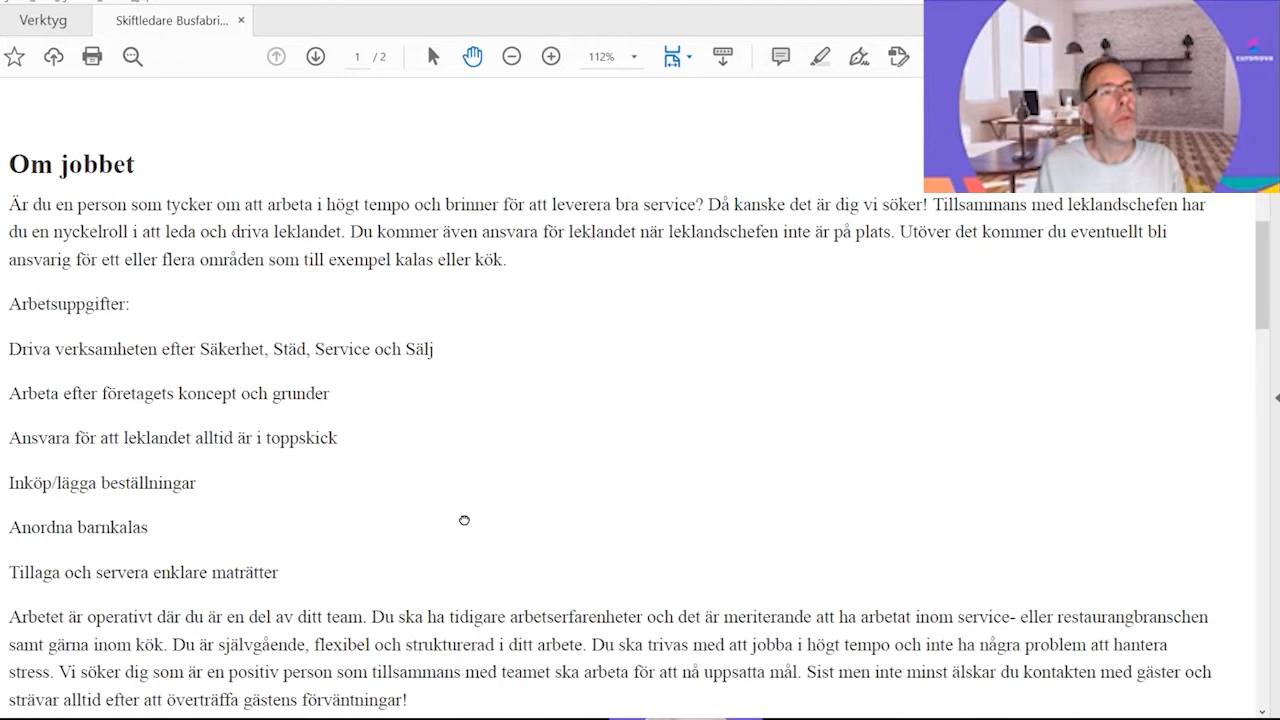 Verktyg
Skiftledare Busfabri... ×
1 / 2
112%
curonova
Om jobbet
Är du en person som tycker om att arbeta i högt tempo och brinner för att leverera bra service? Då kanske det är dig vi söker! Tillsammans med leklandschefen har
du en nyckelroll i att leda och driva leklandet. Du kommer även ansvara för leklandet när leklandschefen inte är på plats. Utöver det kommer du eventuellt bli
ansvarig för ett eller flera områden som till exempel kalas eller kök.
Arbetsuppgifter:
Driva verksamheten efter Säkerhet, Städ, Service och Sälj
Arbeta efter företagets koncept och grunder
Ansvara för att leklandet alltid är i toppskick
Inköp/lägga beställningar
Anordna barnkalas
Tillaga och servera enklare maträtter
Arbetet är operativt där du är en del av ditt team. Du ska ha tidigare arbetserfarenheter och det är meriterande att ha arbetat inom service- eller restaurangbranschen
samt gärna inom kök. Du är självgående, flexibel och strukturerad i ditt arbete. Du ska trivas med att jobba i högt tempo och inte ha några problem att hantera
stress. Vi söker dig som är en positiv person som tillsammans med teamet ska arbeta för att nå uppsatta mål. Sist men inte minst älskar du kontakten med gäster och
strävar alltid efter att överträffa gästens förväntningar!